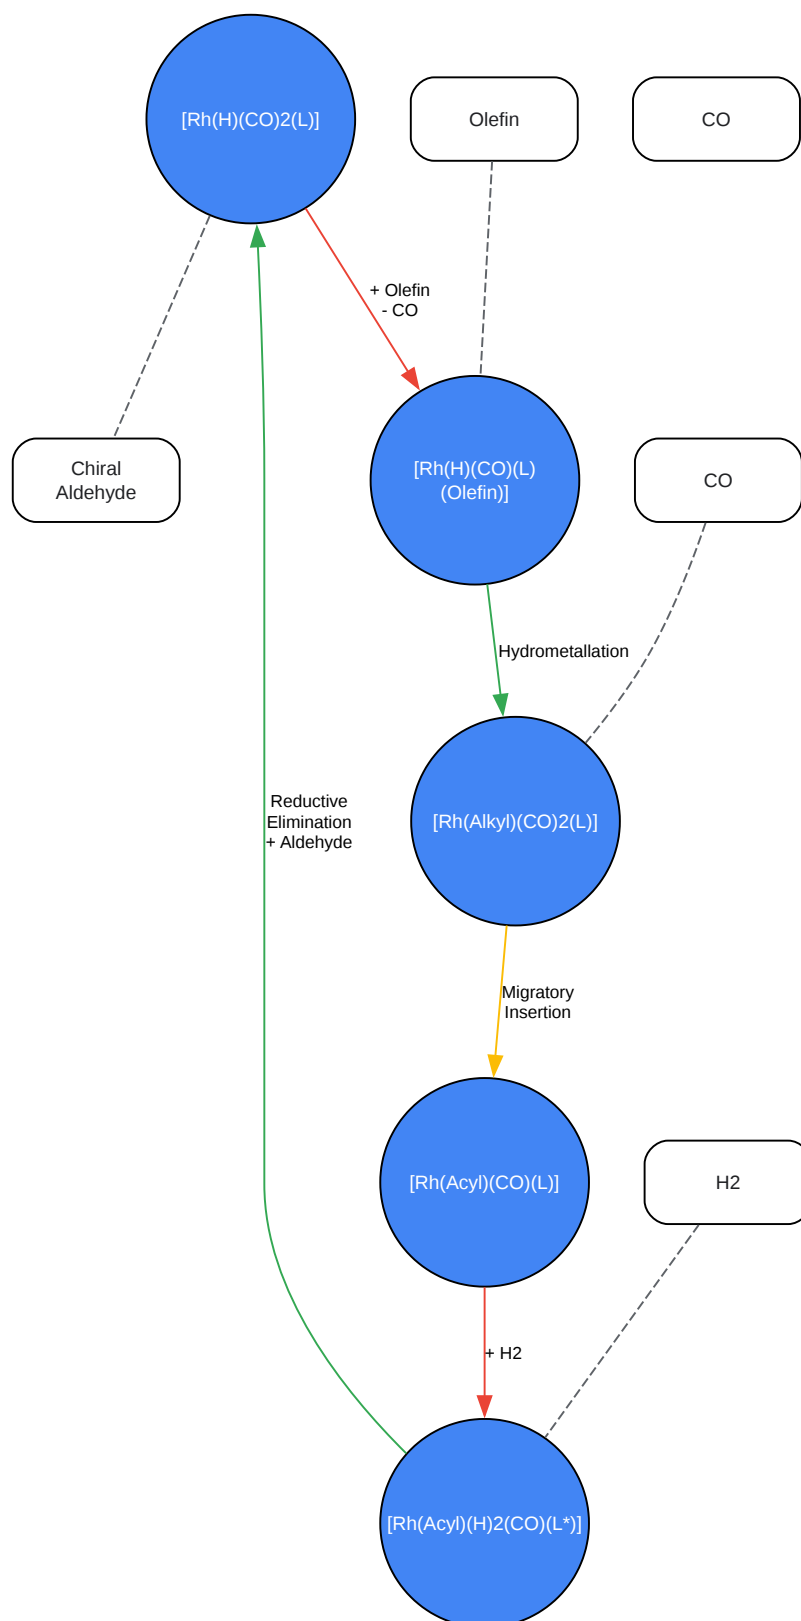 [Rh(H)(CO)2(L)]
Olefin
CO
+ Olefin
- CO
Chiral
Aldehyde
[Rh(H)(CO)(L)
(Olefin)]
CO
Hydrometallation
Reductive
Elimination
+ Aldehyde
[Rh(Alkyl)(CO)2(L)]
Migratory
Insertion
[Rh(Acyl)(CO)(L)]
H2
+ H2
[Rh(Acyl)(H)2(CO)(L*)]